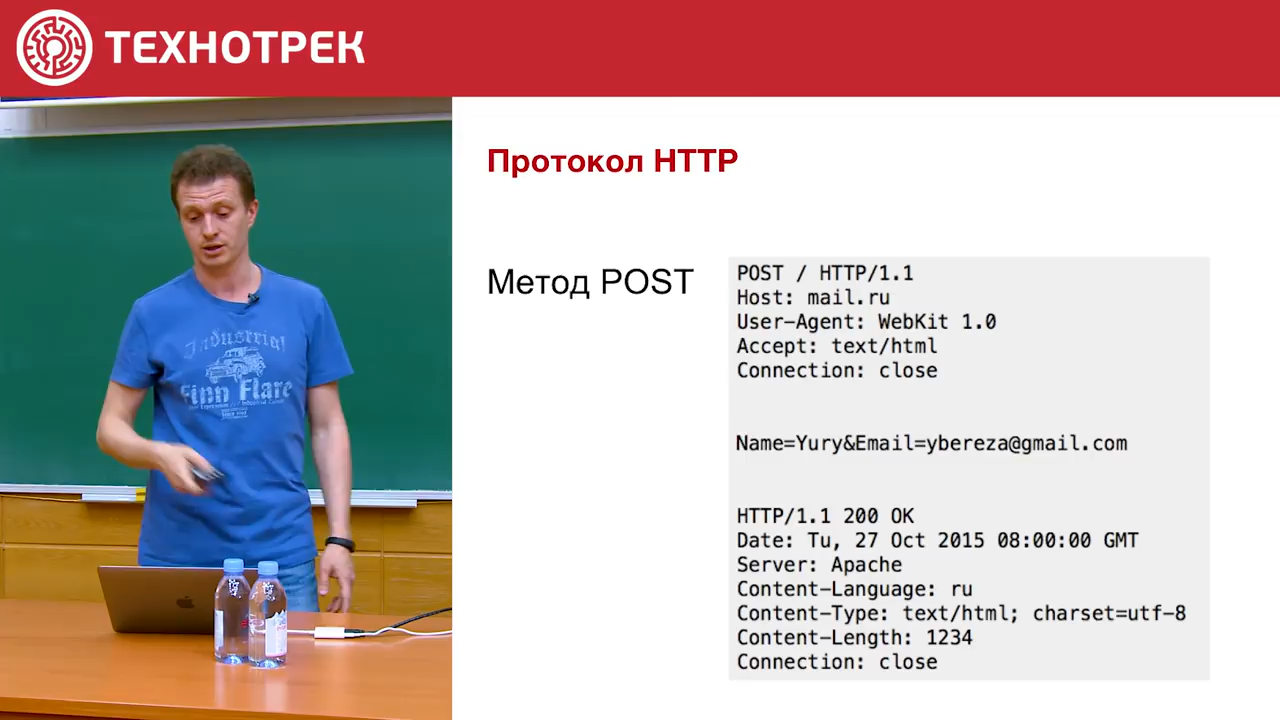 ТЕХНОТРЕК
Протокол HTTP
Метод POST
POST / HTTP/1.1
Host: mail.ru
User-Agent: WebKit 1.0
Accept: text/html
Connection: close
Name=Yury&Email=ybereza@gmail.com
HTTP/1.1 200 OK
Date: Tu, 27 Oct 2015 08:00:00 GMT
Server: Apache
Content-Language: ru
Content-Type: text/html; charset=utf-8
Content-Length: 1234
Connection: close
Industrial
Finn Flare